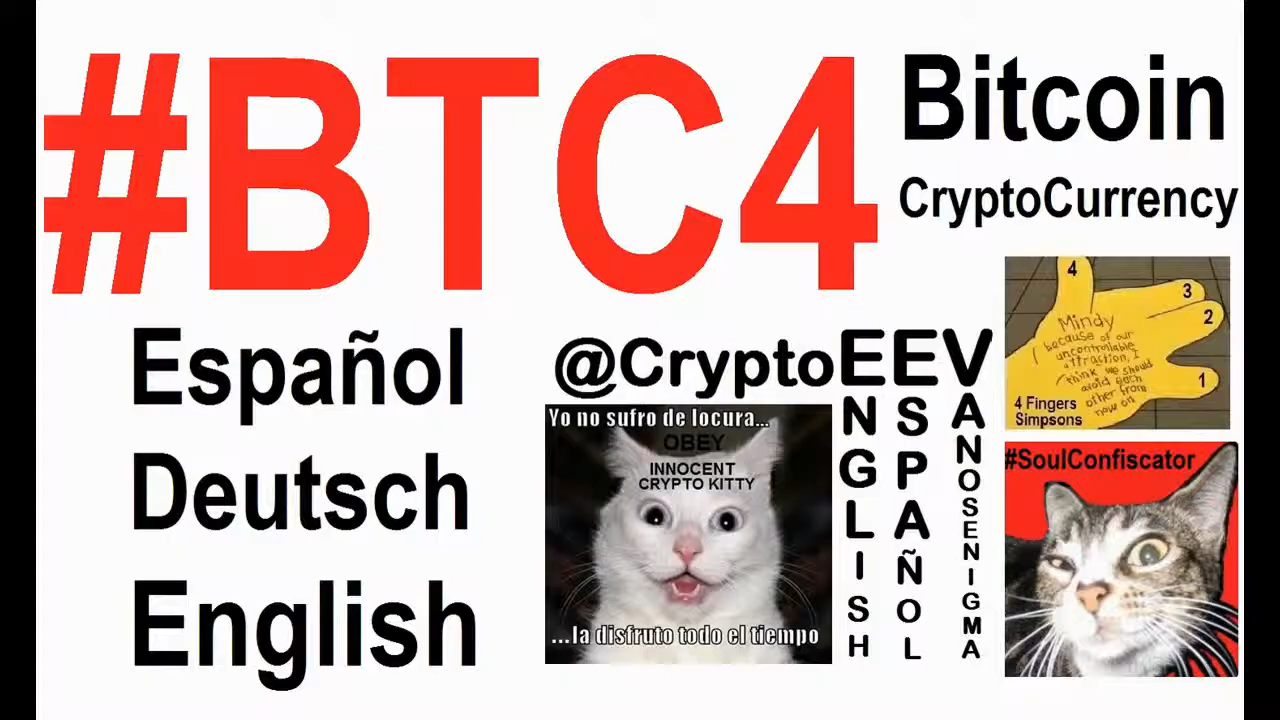 #BTC4
Bitcoin
CryptoCurrency
Español
Deutsch
English
@CryptoEEV
ENGLISH
ESPAÑOL
VANOSENIGMA
Yo no sufro de locura...
OBEY
INNOCENT
CRYPTO KITTY
...la disfruto todo el tiempo
4
3
2
1
Mindy
because of our
uncontrollable
attraction, I
think we should
avoid each
other from
now on
4 Fingers
Simpsons
#SoulConfiscator